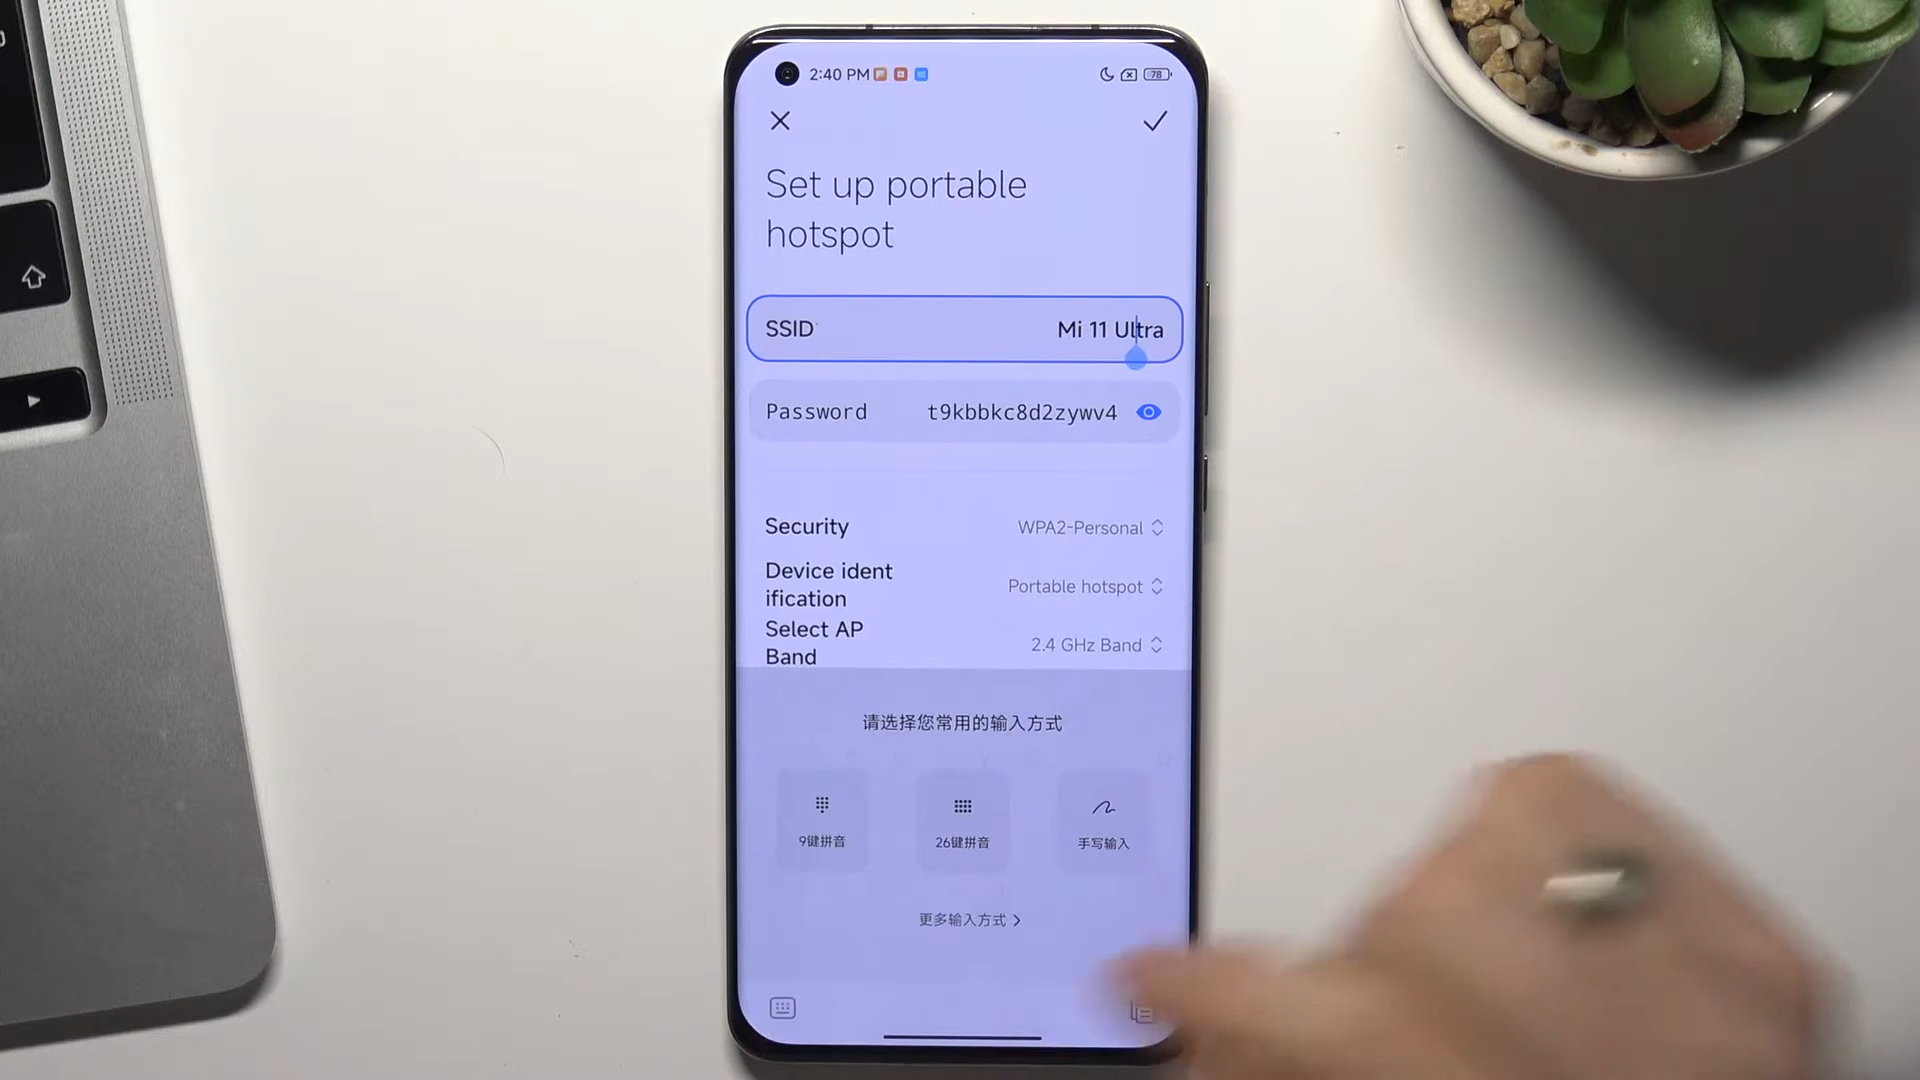 2:40 PM
78
Set up portable
hotspot
SSID
Mi 11 Ultra
Password
t9kbbkc8d2zywv4
Security
WPA2-Personal
Device ident
ification
Portable hotspot
Select AP
Band
2.4 GHz Band
请选择您常用的输入方式
9键拼音
26键拼音
手写输入
更多输入方式